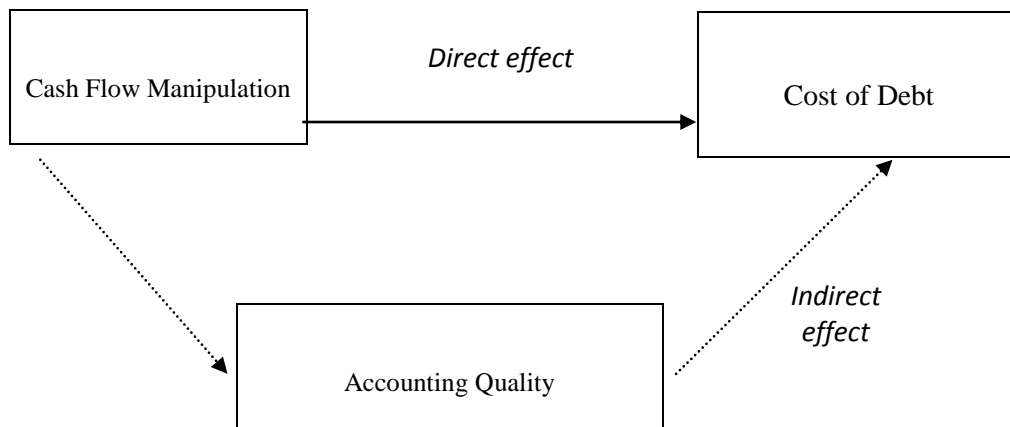 Direct effect
Cash Flow Manipulation
Cost of Debt
Indirect
effect
Accounting Quality